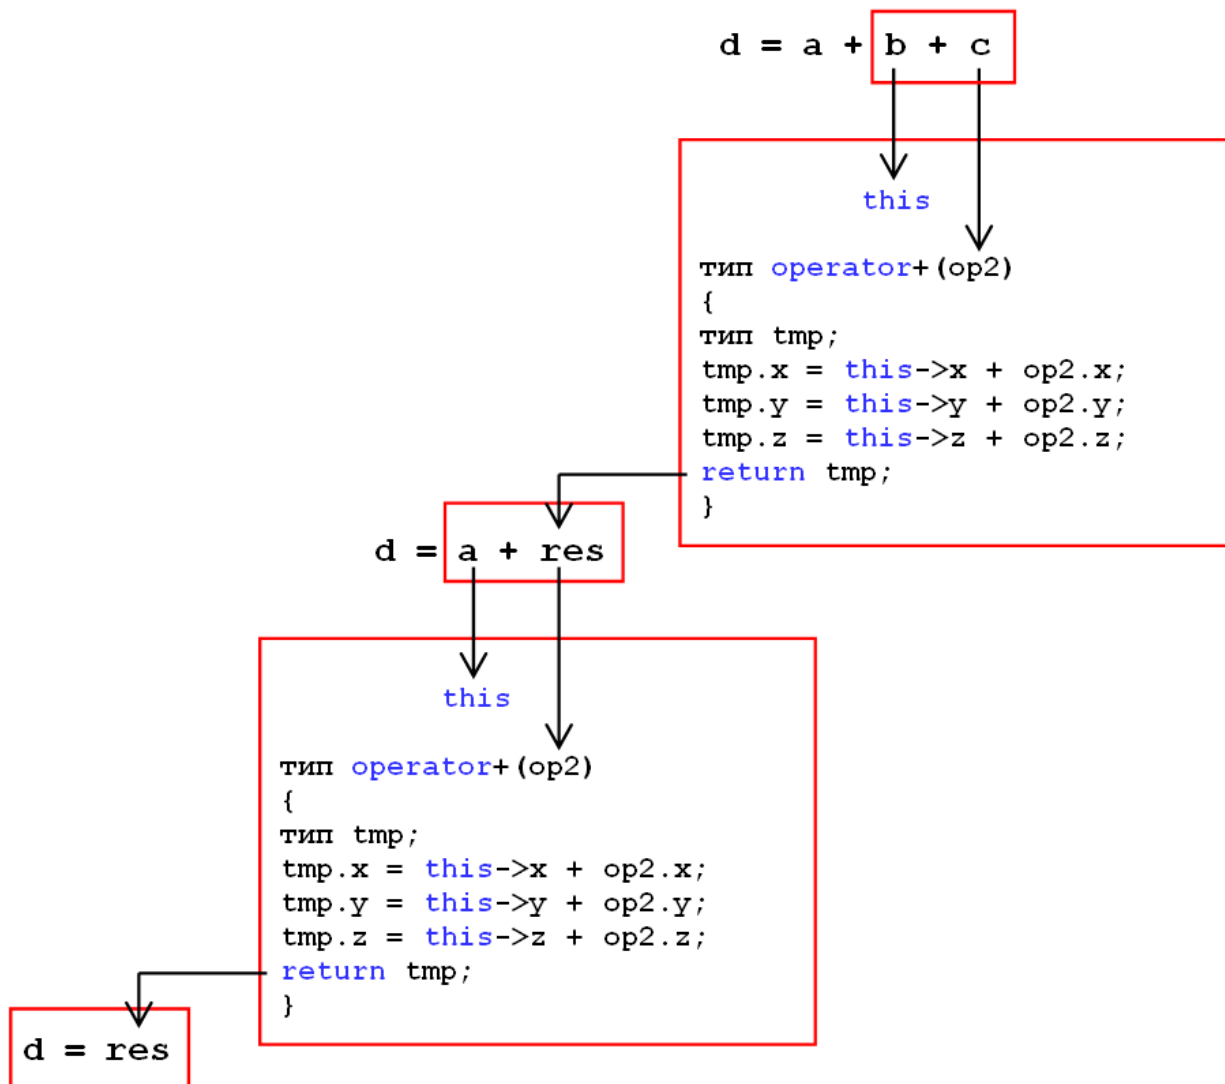 d = a + b + c
this
тип operator+(op2)
{
тип tmp;
tmp.x = this->x + op2.x;
tmp.y = this->y + op2.y;
tmp.z = this->z + op2.z;
return tmp;
}
d = a + res
this
тип operator+(op2)
{
тип tmp;
tmp.x = this->x + op2.x;
tmp.y = this->y + op2.y;
tmp.z = this->z + op2.z;
return tmp;
}
d = res